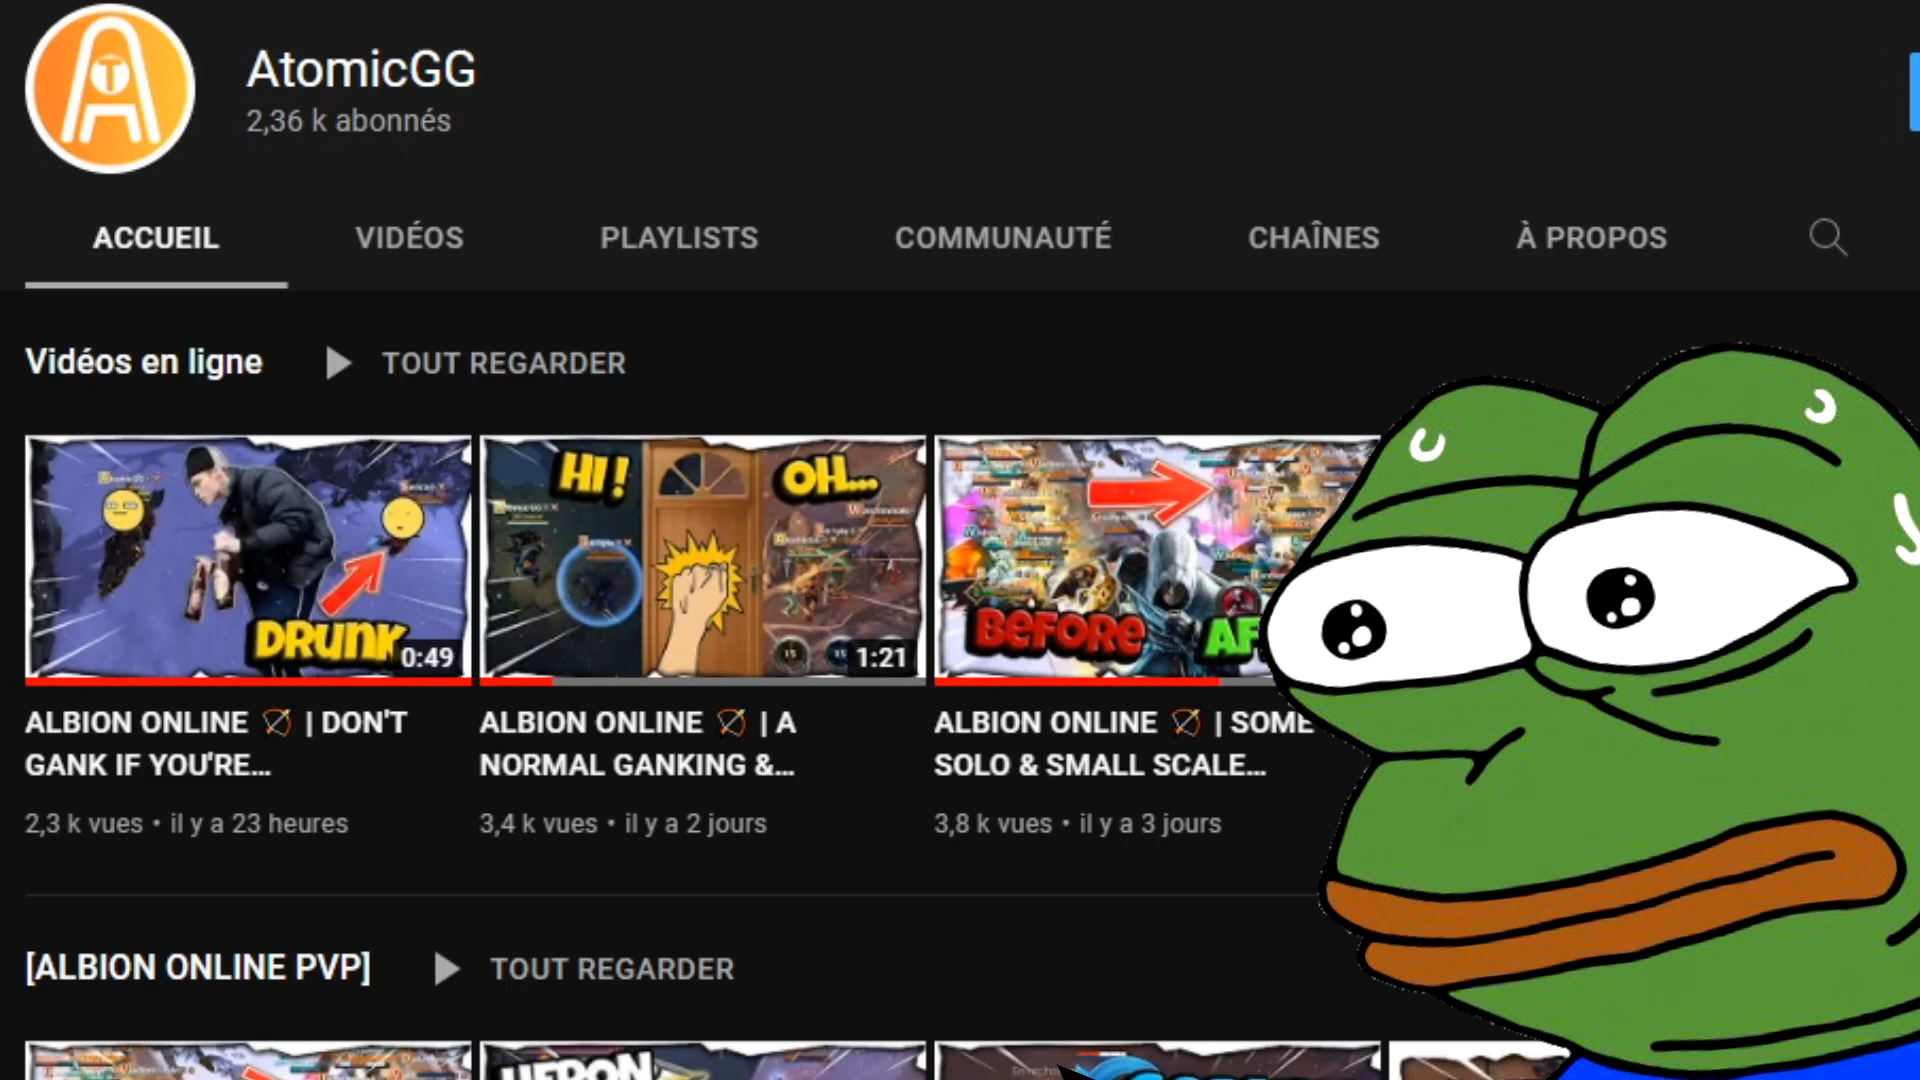 AtomicGG
2,36 k abonnés
ACCUEIL
VIDÉOS
PLAYLISTS
COMMUNAUTÉ
CHAÎNES
À PROPOS
Vidéos en ligne
TOUT REGARDER
DRUNK
0:49
HI !
OH...
1:21
BEFORE
AF
ALBION ONLINE 🏹 | DON'T
GANK IF YOU'RE...
2,3 k vues • il y a 23 heures
ALBION ONLINE 🏹 | A
NORMAL GANKING &...
3,4 k vues • il y a 2 jours
ALBION ONLINE 🏹 | SOME
SOLO & SMALL SCALE...
3,8 k vues • il y a 3 jours
[ALBION ONLINE PVP]
TOUT REGARDER
HERON